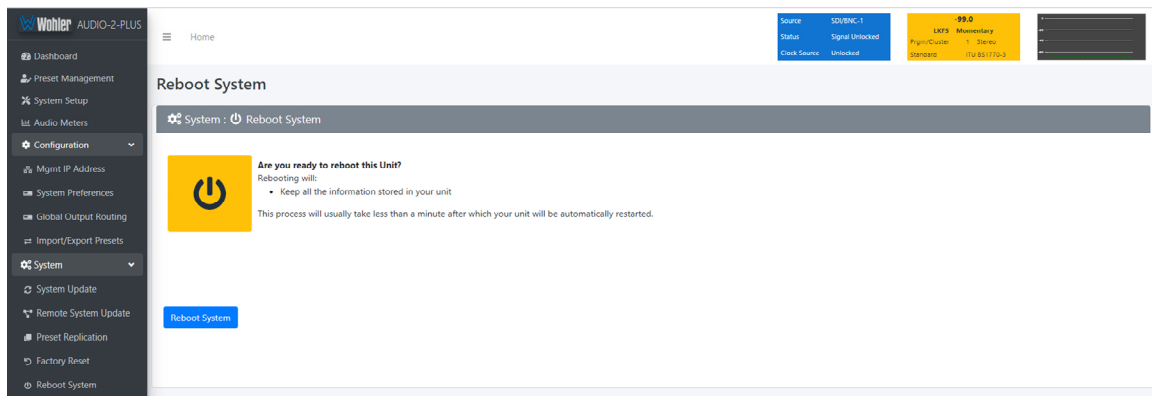 Wohler AUDIO-2-PLUS
Dashboard
Preset Management
System Setup
Audio Meters
Configuration
Mgmt IP Address
System Preferences
Global Output Routing
Import/Export Presets
System
System Update
Remote System Update
Preset Replication
Factory Reset
Reboot System
Home
Source SDI/BNC-1
Status Signal Unlocked
Clock Source Unlocked
-99.0
LKFS Momentary
Prgm/Cluster 1 Stereo
Standard ITU BS1770-3
Reboot System
System : Reboot System
Are you ready to reboot this Unit?
Rebooting will:
• Keep all the information stored in your unit
This process will usually take less than a minute after which your unit will be automatically restarted.
Reboot System